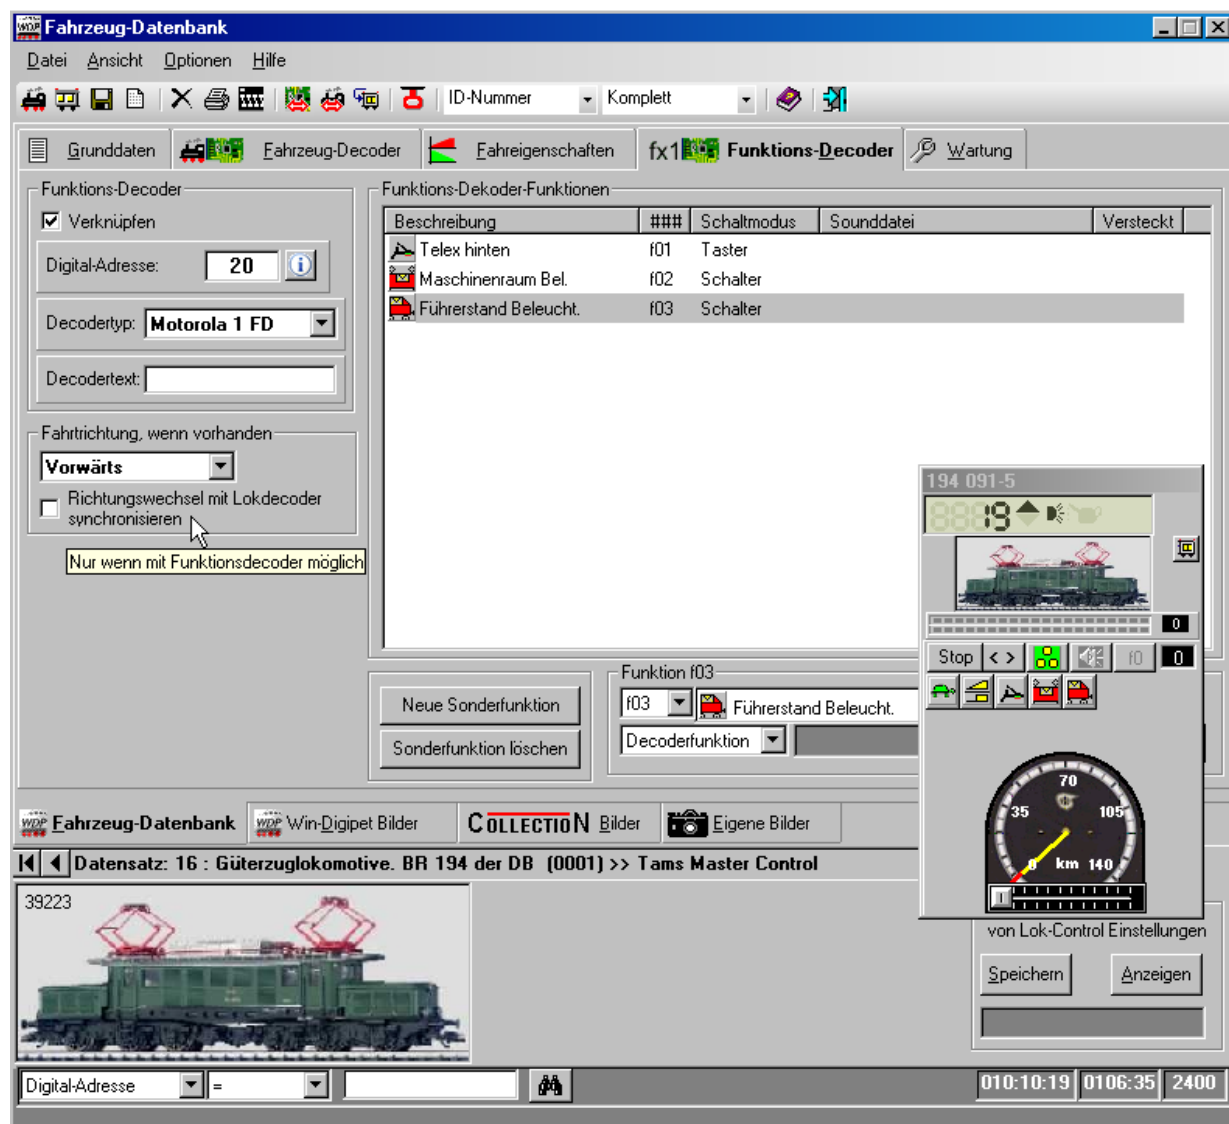 Fahrzeug-Datenbank
Datei Ansicht Optionen Hilfe
ID-Nummer Komplett
Grunddaten Fahrzeug-Decoder Fahreigenschaften fx1 Funktions-Decoder Wartung
Funktions-Decoder
Verknüpfen
Digital-Adresse: 20
Decodertyp: Motorola 1 FD
Decodertext:
Fahrtrichtung, wenn vorhanden
Vorwärts
Richtungswechsel mit Lokdecoder
synchronisieren
Nur wenn mit Funktionsdecoder möglich
Funktions-Dekoder-Funktionen
Beschreibung ### Schaltmodus Sounddatei Versteckt
Telex hinten f01 Taster
Maschinenraum Bel. f02 Schalter
Führerstand Beleucht. f03 Schalter
Neue Sonderfunktion
Sonderfunktion löschen
Funktion f03
f03 Führerstand Beleucht.
Decoderfunktion
194 091-5
19
0
Stop < > f0 0
70
35 105
0 km 140
WDP Fahrzeug-Datenbank WDP Win-Digipet Bilder COLLECTION Bilder Eigene Bilder
Datensatz: 16 : Güterzuglokomotive. BR 194 der DB (0001) >> Tams Master Control
39223
von Lok-Control Einstellungen
Speichern Anzeigen
Digital-Adresse =
010:10:19 0106:35 2400